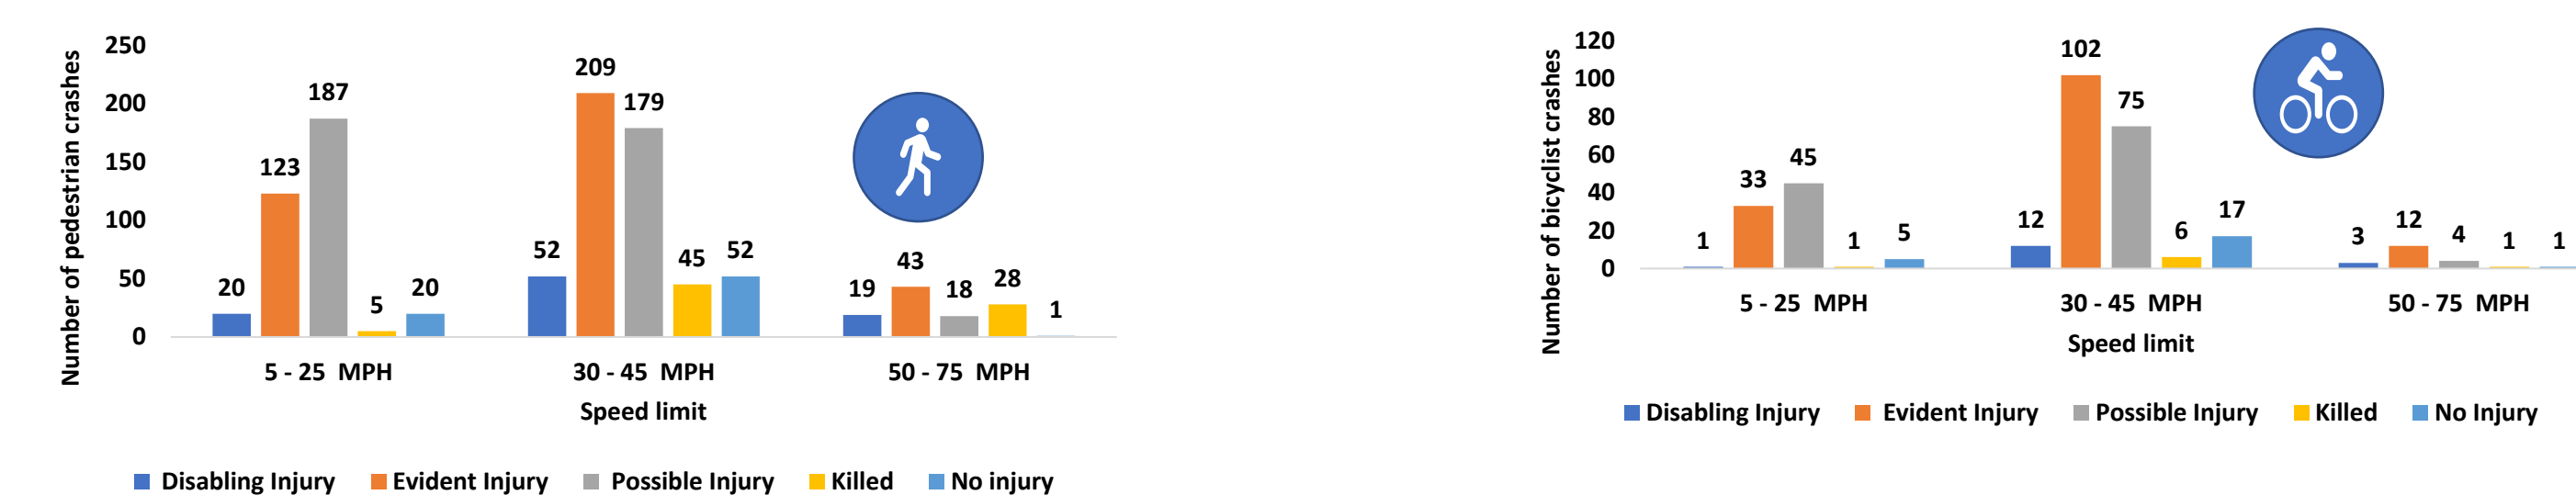 Number of pedestrian crashes
250
200
150
100
50
0
20
123
187
5
20
52
209
179
45
52
19
43
18
28
1
5 - 25 MPH
30 - 45 MPH
50 - 75 MPH
Speed limit
Disabling Injury
Evident Injury
Possible Injury
Killed
No injury
Number of bicyclist crashes
120
100
80
60
40
20
0
1
33
45
1
5
12
102
75
6
17
3
12
4
1
1
5 - 25 MPH
30 - 45 MPH
50 - 75 MPH
Speed limit
Disabling Injury
Evident Injury
Possible Injury
Killed
No Injury